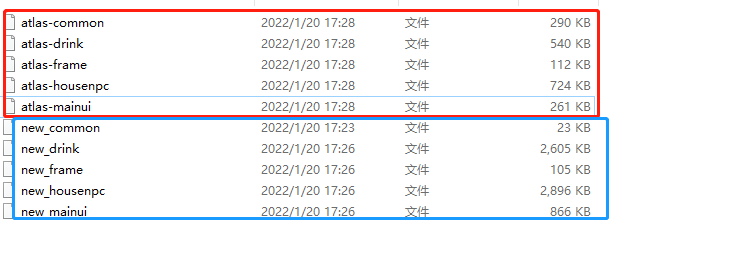 atlas-common 2022/1/20 17:28 文件 290 KB
atlas-drink 2022/1/20 17:28 文件 540 KB
atlas-frame 2022/1/20 17:28 文件 112 KB
atlas-housenpc 2022/1/20 17:28 文件 724 KB
atlas-mainui 2022/1/20 17:28 文件 261 KB
new_common 2022/1/20 17:23 文件 23 KB
new_drink 2022/1/20 17:26 文件 2,605 KB
new_frame 2022/1/20 17:26 文件 105 KB
new_housenpc 2022/1/20 17:26 文件 2,896 KB
new_mainui 2022/1/20 17:26 文件 866 KB